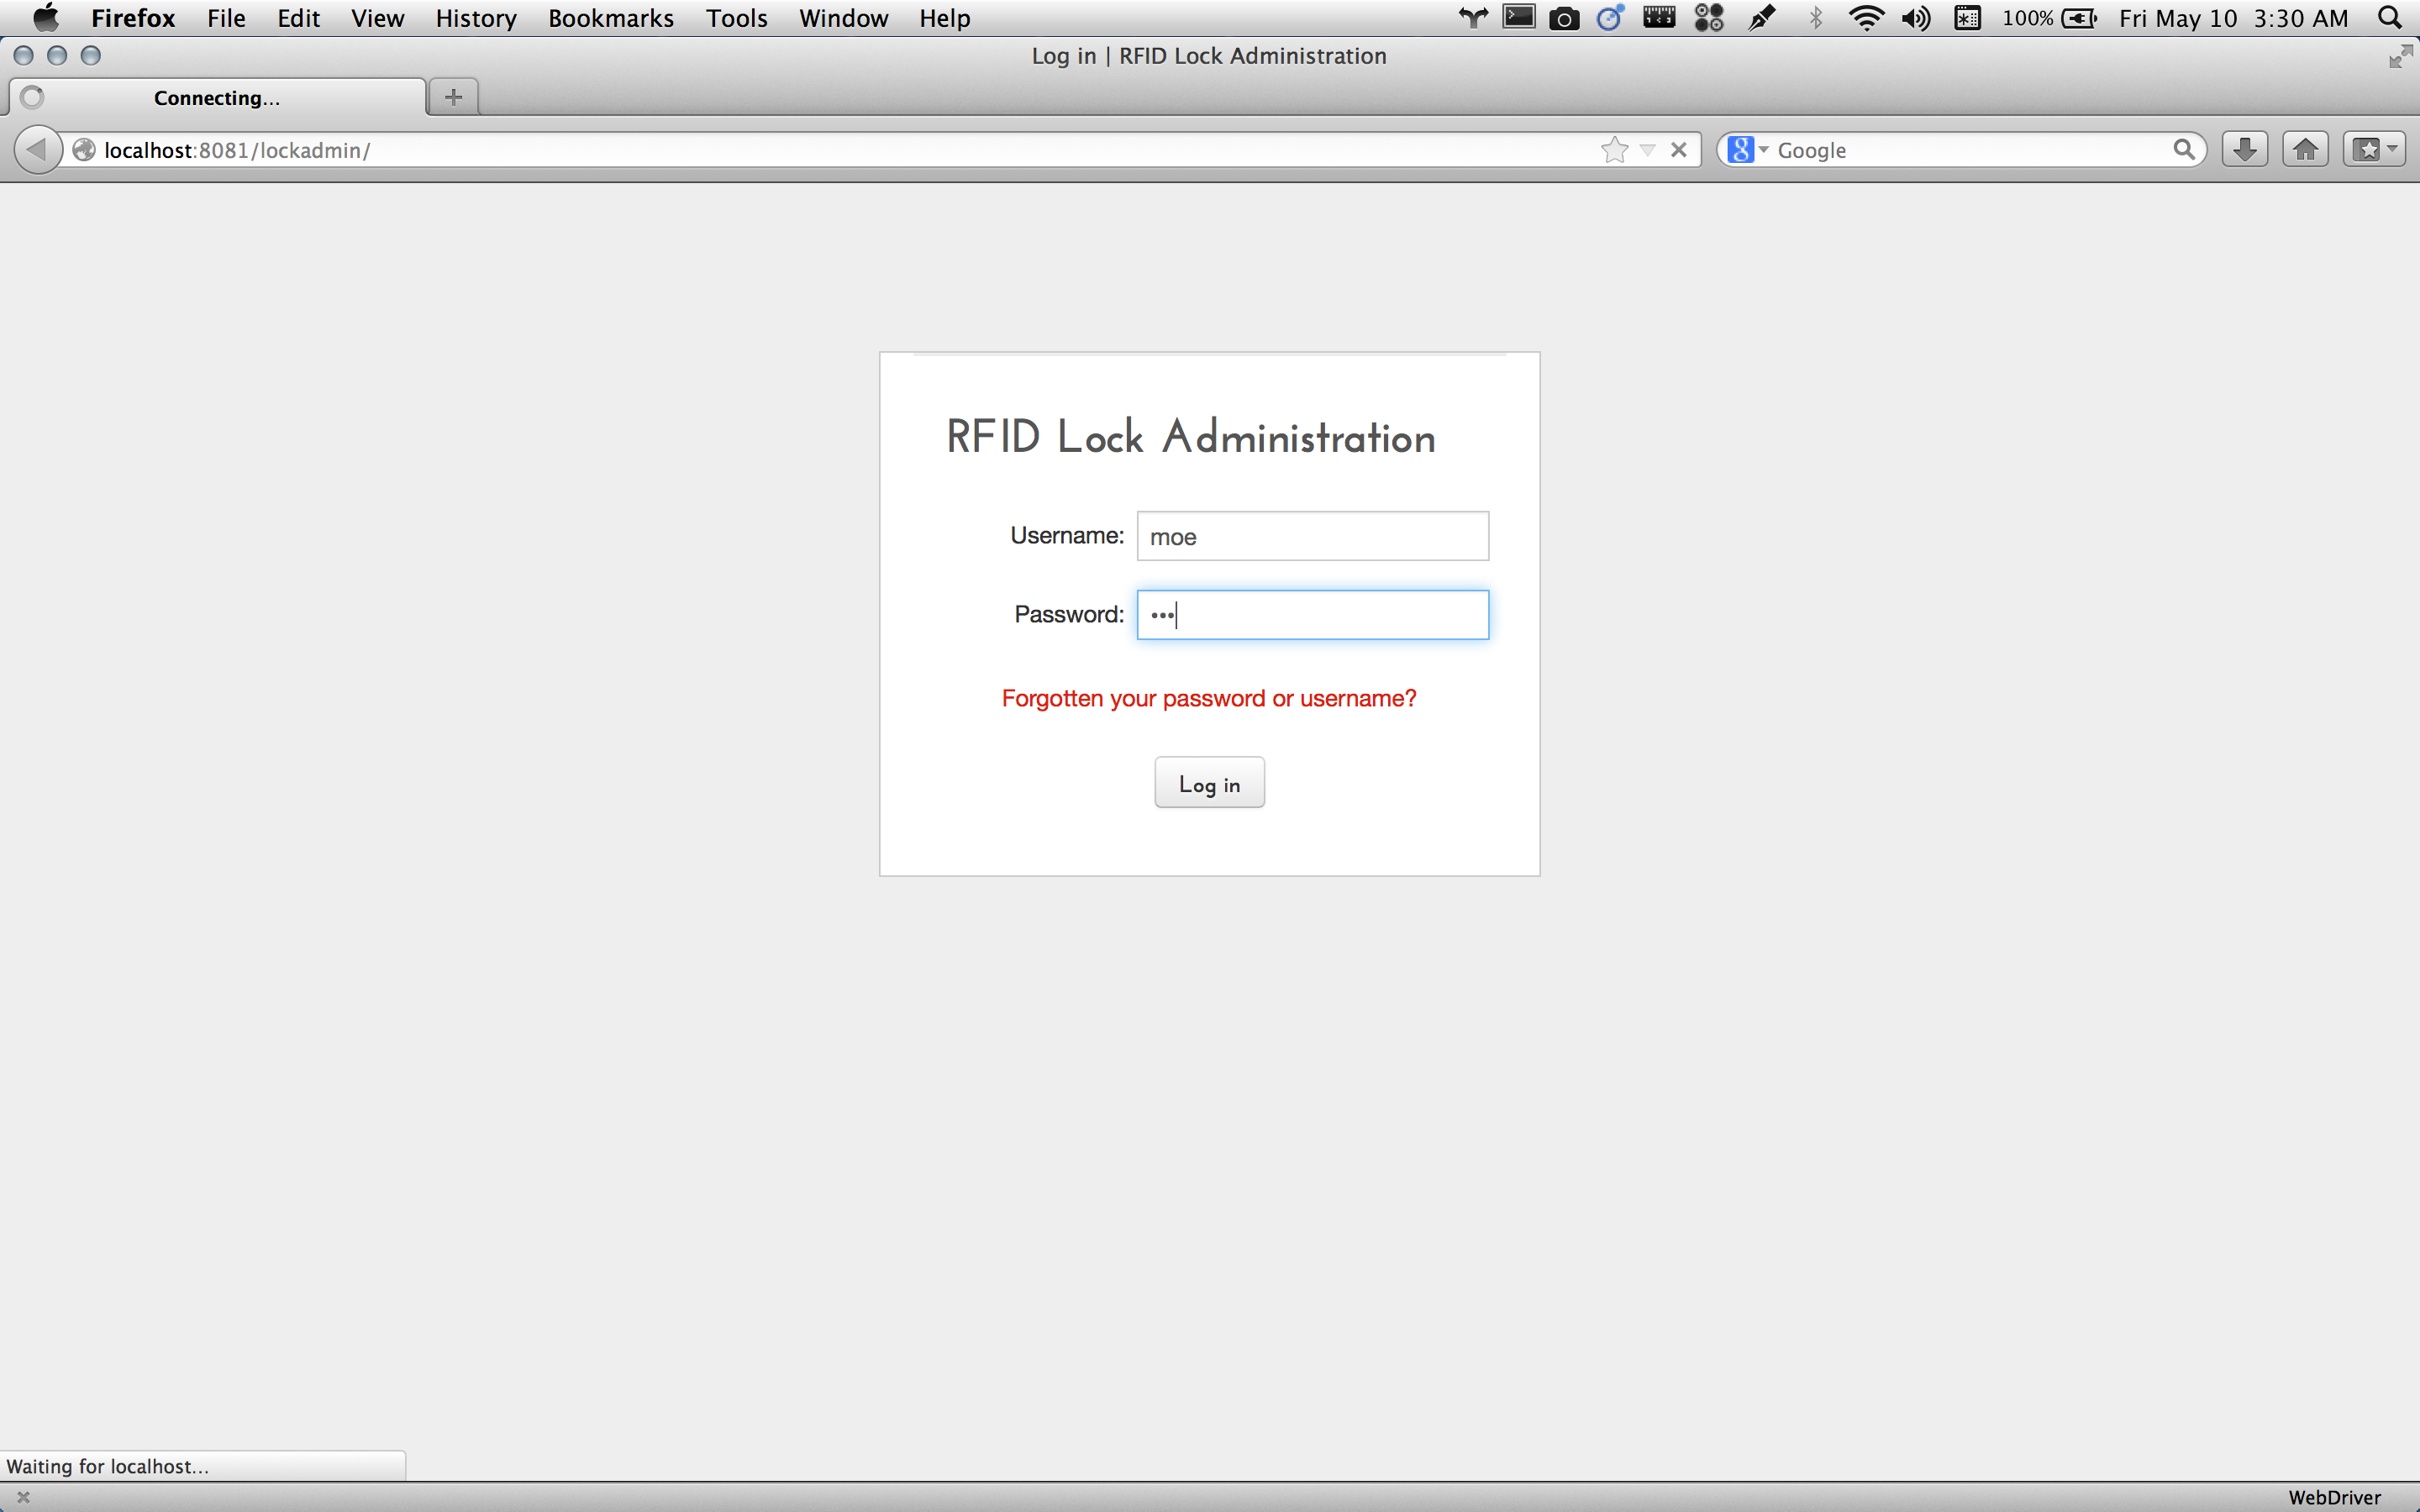 Firefox File Edit View History Bookmarks Tools Window Help 100% Fri May 10 3:30 AM
Log in | RFID Lock Administration
Connecting...
localhost:8081/lockadmin/ Google
RFID Lock Administration
Username: moe
Password: •••
Forgotten your password or username?
Log in
Waiting for localhost...
WebDriver